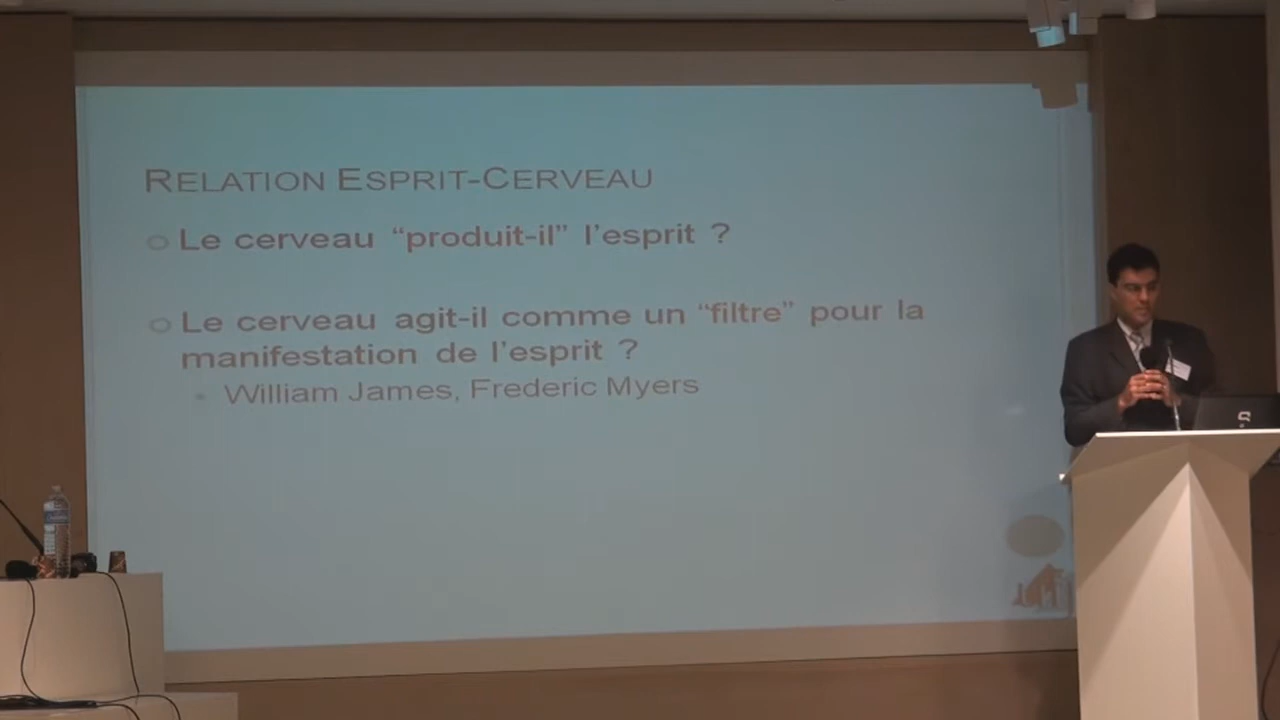 RELATION ESPRIT-CERVEAU
Le cerveau “produit-il” l’esprit ?
Le cerveau agit-il comme un “filtre” pour la
manifestation de l’esprit ?
William James, Frederic Myers